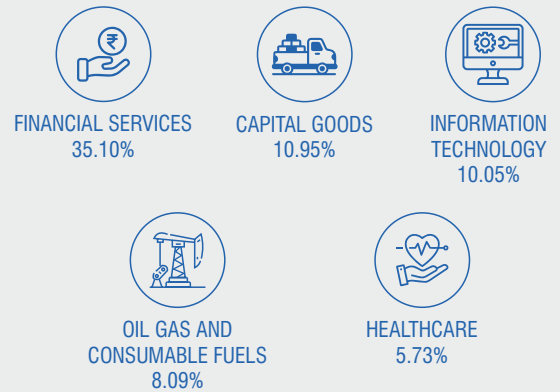 ₹
FINANCIAL SERVICES
35.10%
CAPITAL GOODS
10.95%
INFORMATION
TECHNOLOGY
10.05%
OIL GAS AND
CONSUMABLE FUELS
8.09%
HEALTHCARE
5.73%